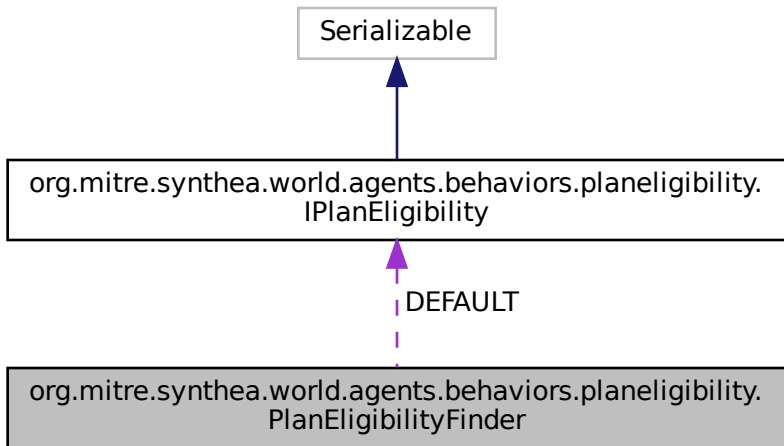 Serializable
org.mitre.synthea.world.agents.behaviors.planeligibility.
IPlanEligibility
DEFAULT
org.mitre.synthea.world.agents.behaviors.planeligibility.
PlanEligibilityFinder